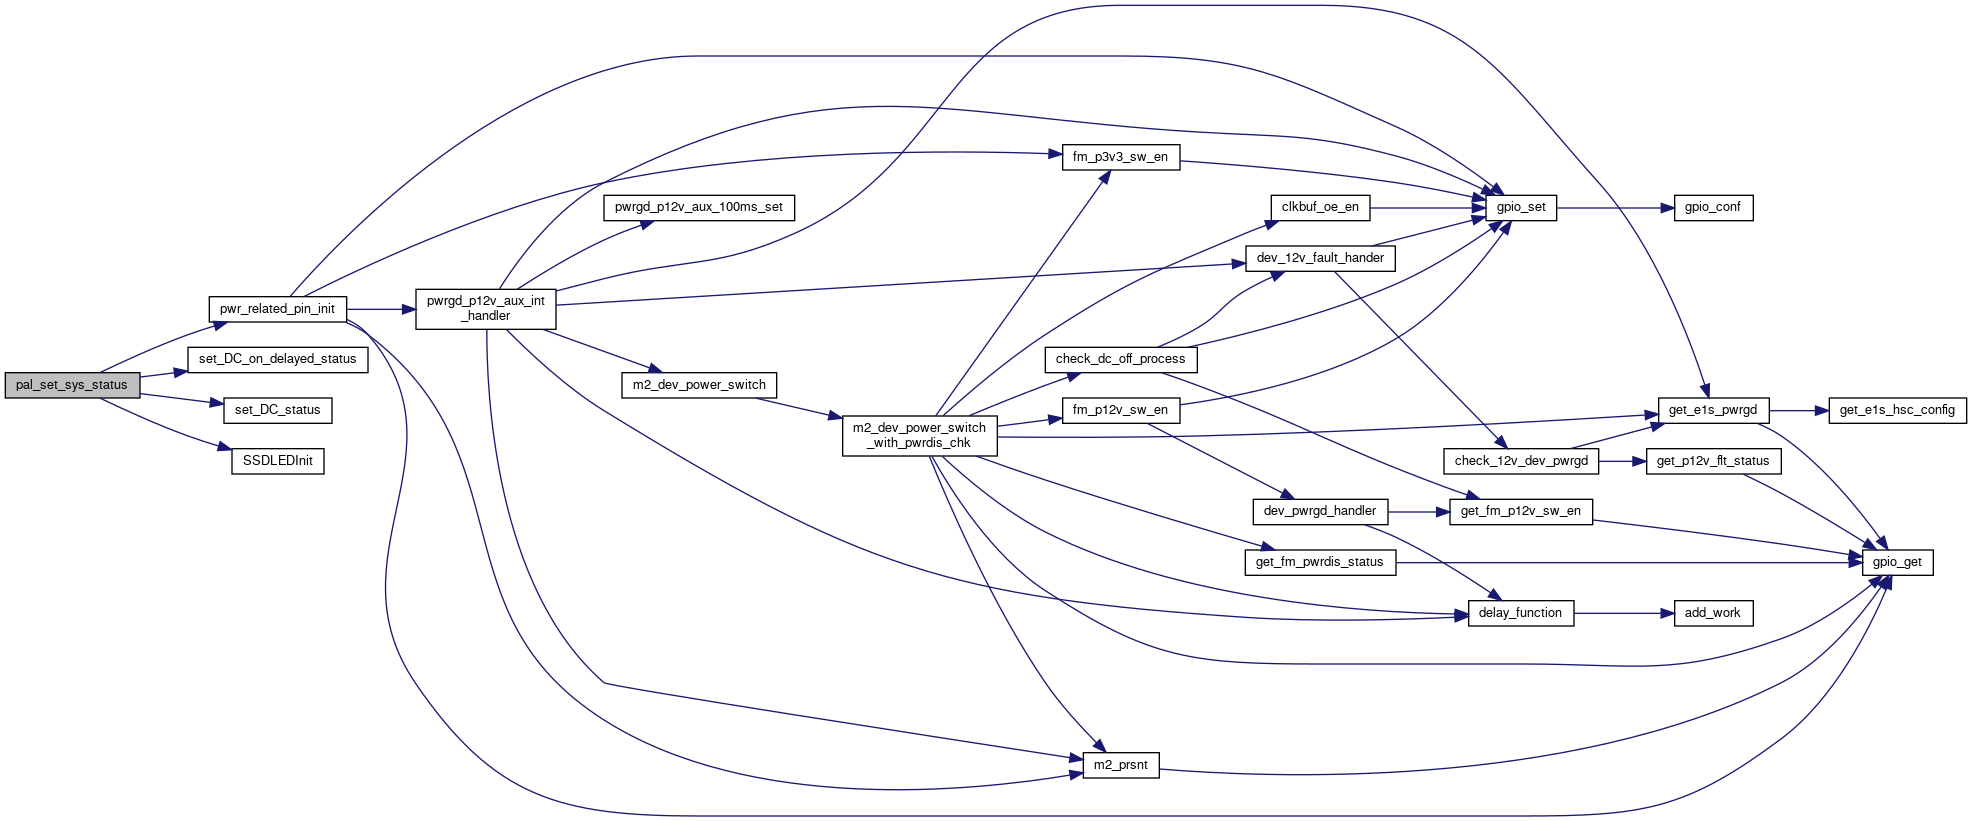 pal_set_sys_status
pwr_related_pin_init
set_DC_on_delayed_status
set_DC_status
SSDLEDInit
pwrgd_p12v_aux_int
_handler
pwrgd_p12v_aux_100ms_set
m2_dev_power_switch
m2_dev_power_switch
_with_pwrdis_chk
fm_p3v3_sw_en
check_dc_off_process
fm_p12v_sw_en
m2_prsnt
clkbuf_oe_en
dev_12v_fault_hander
dev_pwrgd_handler
get_fm_pwrdis_status
gpio_set
check_12v_dev_pwrgd
get_fm_p12v_sw_en
delay_function
gpio_conf
get_e1s_pwrgd
get_p12v_flt_status
add_work
get_e1s_hsc_config
gpio_get